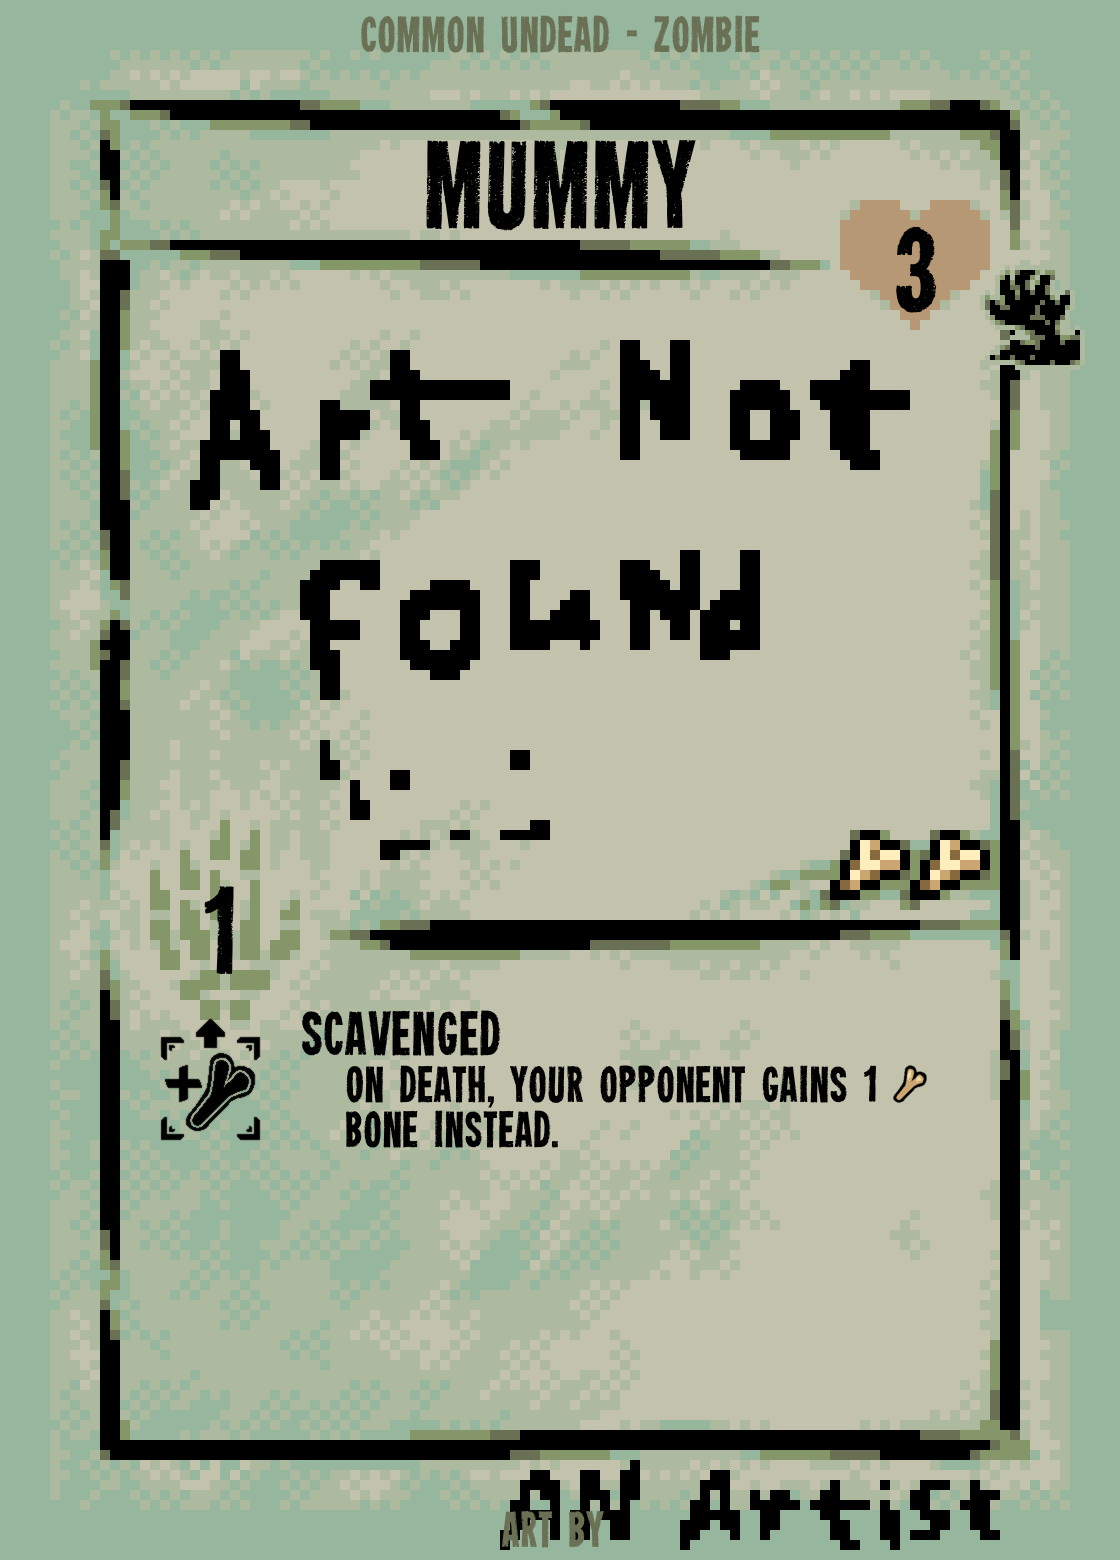 COMMON UNDEAD - ZOMBIE
MUMMY
3
Art Not
Found
1
SCAVENGED
ON DEATH, YOUR OPPONENT GAINS 1
BONE INSTEAD.
AN Artist
ART BY